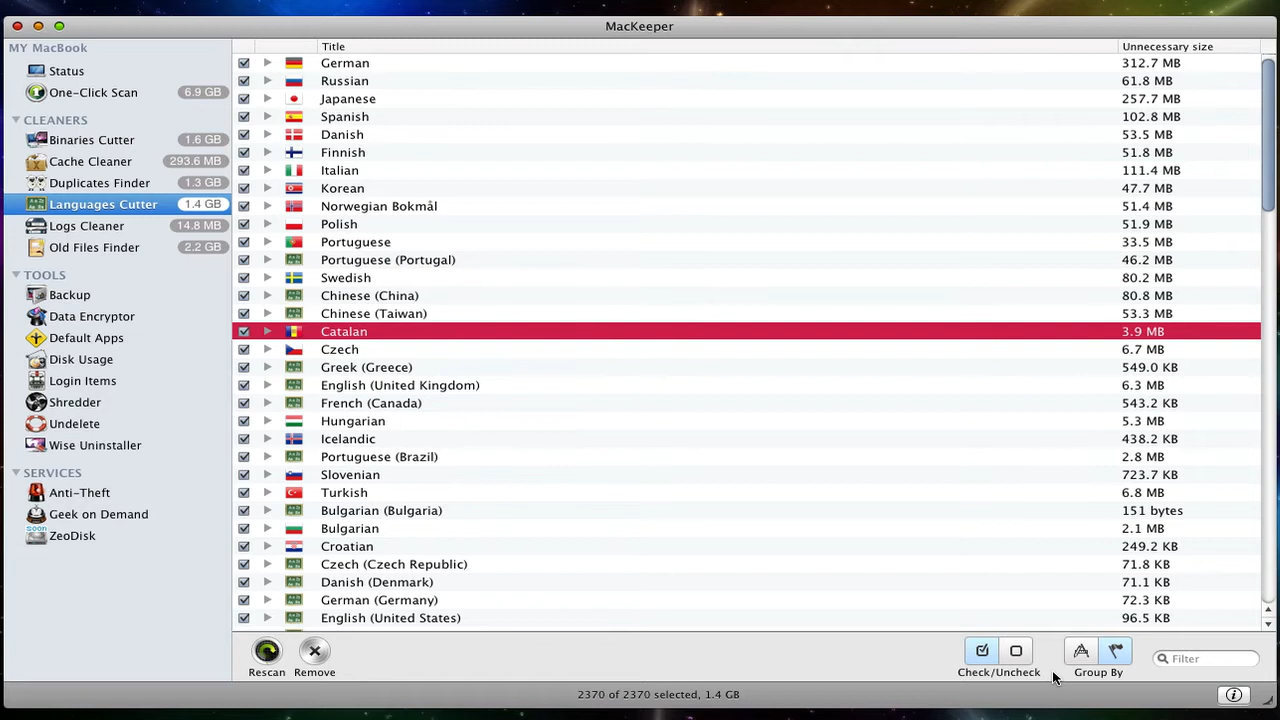 MacKeeper
MY MacBook
Status
One-Click Scan 6.9 GB
CLEANERS
Binaries Cutter 1.6 GB
Cache Cleaner 293.6 MB
Duplicates Finder 1.3 GB
Languages Cutter 1.4 GB
Logs Cleaner 14.8 MB
Old Files Finder 2.2 GB
TOOLS
Backup
Data Encryptor
Default Apps
Disk Usage
Login Items
Shredder
Undelete
Wise Uninstaller
SERVICES
Anti-Theft
Geek on Demand
soon
ZeoDisk
Title Unnecessary size
German 312.7 MB
Russian 61.8 MB
Japanese 257.7 MB
Spanish 102.8 MB
Danish 53.5 MB
Finnish 51.8 MB
Italian 111.4 MB
Korean 47.7 MB
Norwegian Bokmål 51.4 MB
Polish 51.9 MB
Portuguese 33.5 MB
Portuguese (Portugal) 46.2 MB
Swedish 80.2 MB
Chinese (China) 80.8 MB
Chinese (Taiwan) 53.3 MB
Catalan 3.9 MB
Czech 6.7 MB
Greek (Greece) 549.0 KB
English (United Kingdom) 6.3 MB
French (Canada) 543.2 KB
Hungarian 5.3 MB
Icelandic 438.2 KB
Portuguese (Brazil) 2.8 MB
Slovenian 723.7 KB
Turkish 6.8 MB
Bulgarian (Bulgaria) 151 bytes
Bulgarian 2.1 MB
Croatian 249.2 KB
Czech (Czech Republic) 71.8 KB
Danish (Denmark) 71.1 KB
German (Germany) 72.3 KB
English (United States) 96.5 KB
Rescan Remove Check/Uncheck Group By Filter
2370 of 2370 selected, 1.4 GB